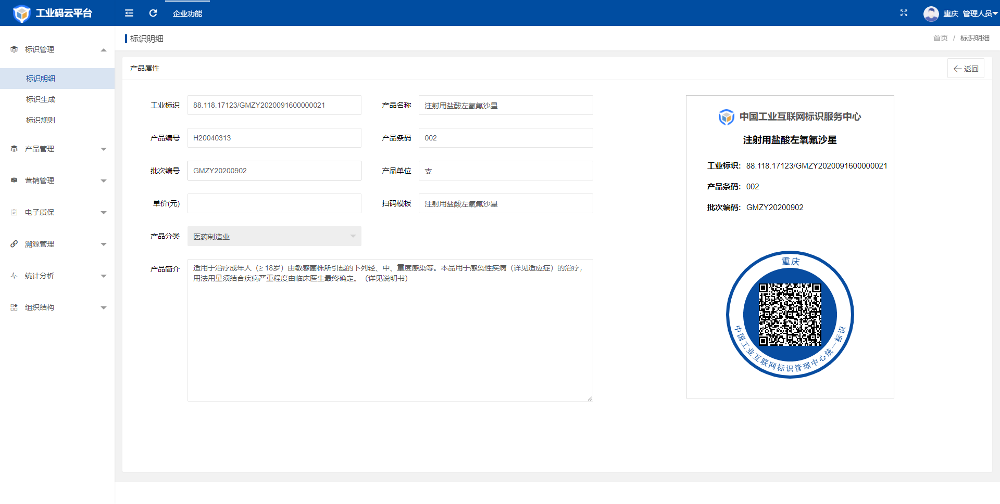 工业码云平台
企业功能
重庆 管理人员
标识管理
标识明细
标识生成
标识规则
产品管理
营销管理
电子质保
溯源管理
统计分析
组织结构
标识明细
首页 / 标识明细
产品属性
返回
工业标识 88.118.17123/GMZY2020091600000021
产品名称 注射用盐酸左氧氟沙星
产品编号 H20040313
产品条码 002
批次编号 GMZY20200902
产品单位 支
单价(元)
扫码模板 注射用盐酸左氧氟沙星
产品分类 医药制造业
产品简介
适用于治疗成年人（≥ 18岁）由敏感菌株所引起的下列轻、中、重度感染等。本品用于感染性疾病（详见适应症）的治疗，
用法用量须结合疾病严重程度由临床医生最终确定。（详见说明书）
中国工业互联网标识服务中心
注射用盐酸左氧氟沙星
工业标识： 88.118.17123/GMZY2020091600000021
产品条码： 002
批次编码： GMZY20200902
重庆
中国工业互联网标识管理中心统一标识